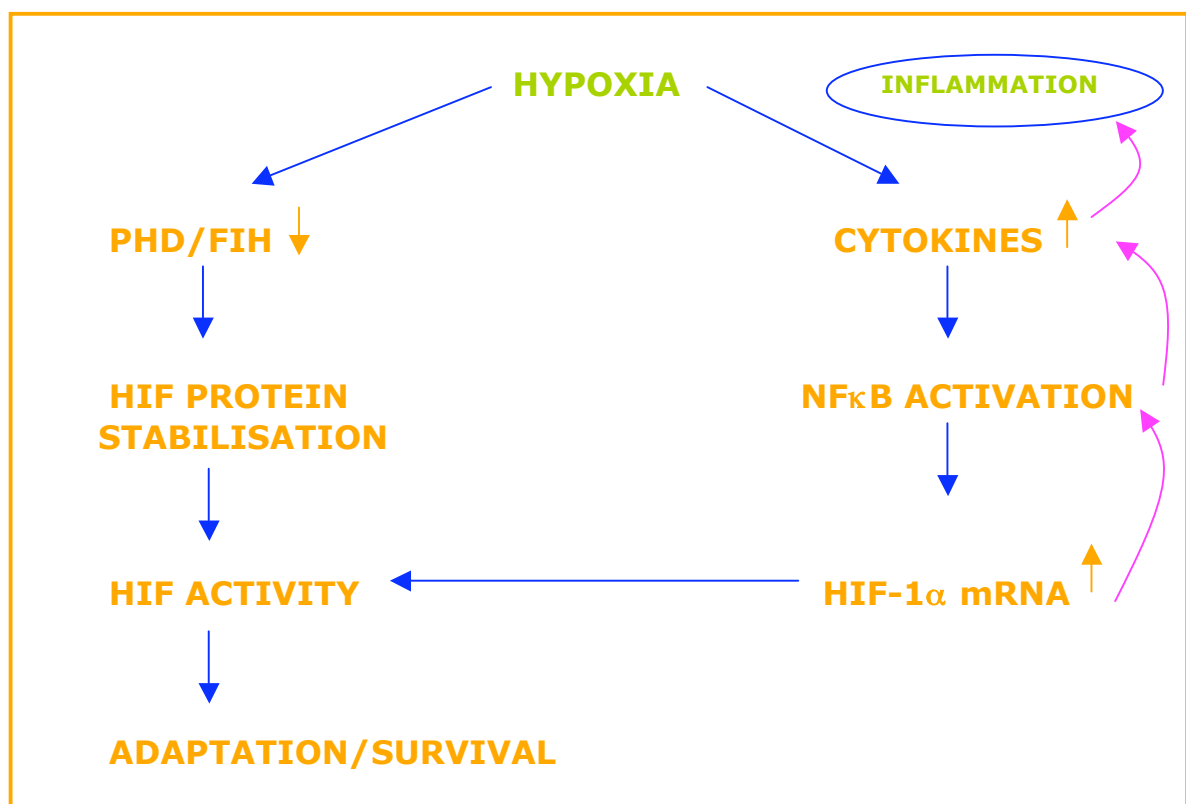 HYPOXIA
INFLAMMATION
PHD/FIH
CYTOKINES
HIF PROTEIN
STABILISATION
NFκB ACTIVATION
HIF ACTIVITY
HIF-1α mRNA
ADAPTATION/SURVIVAL